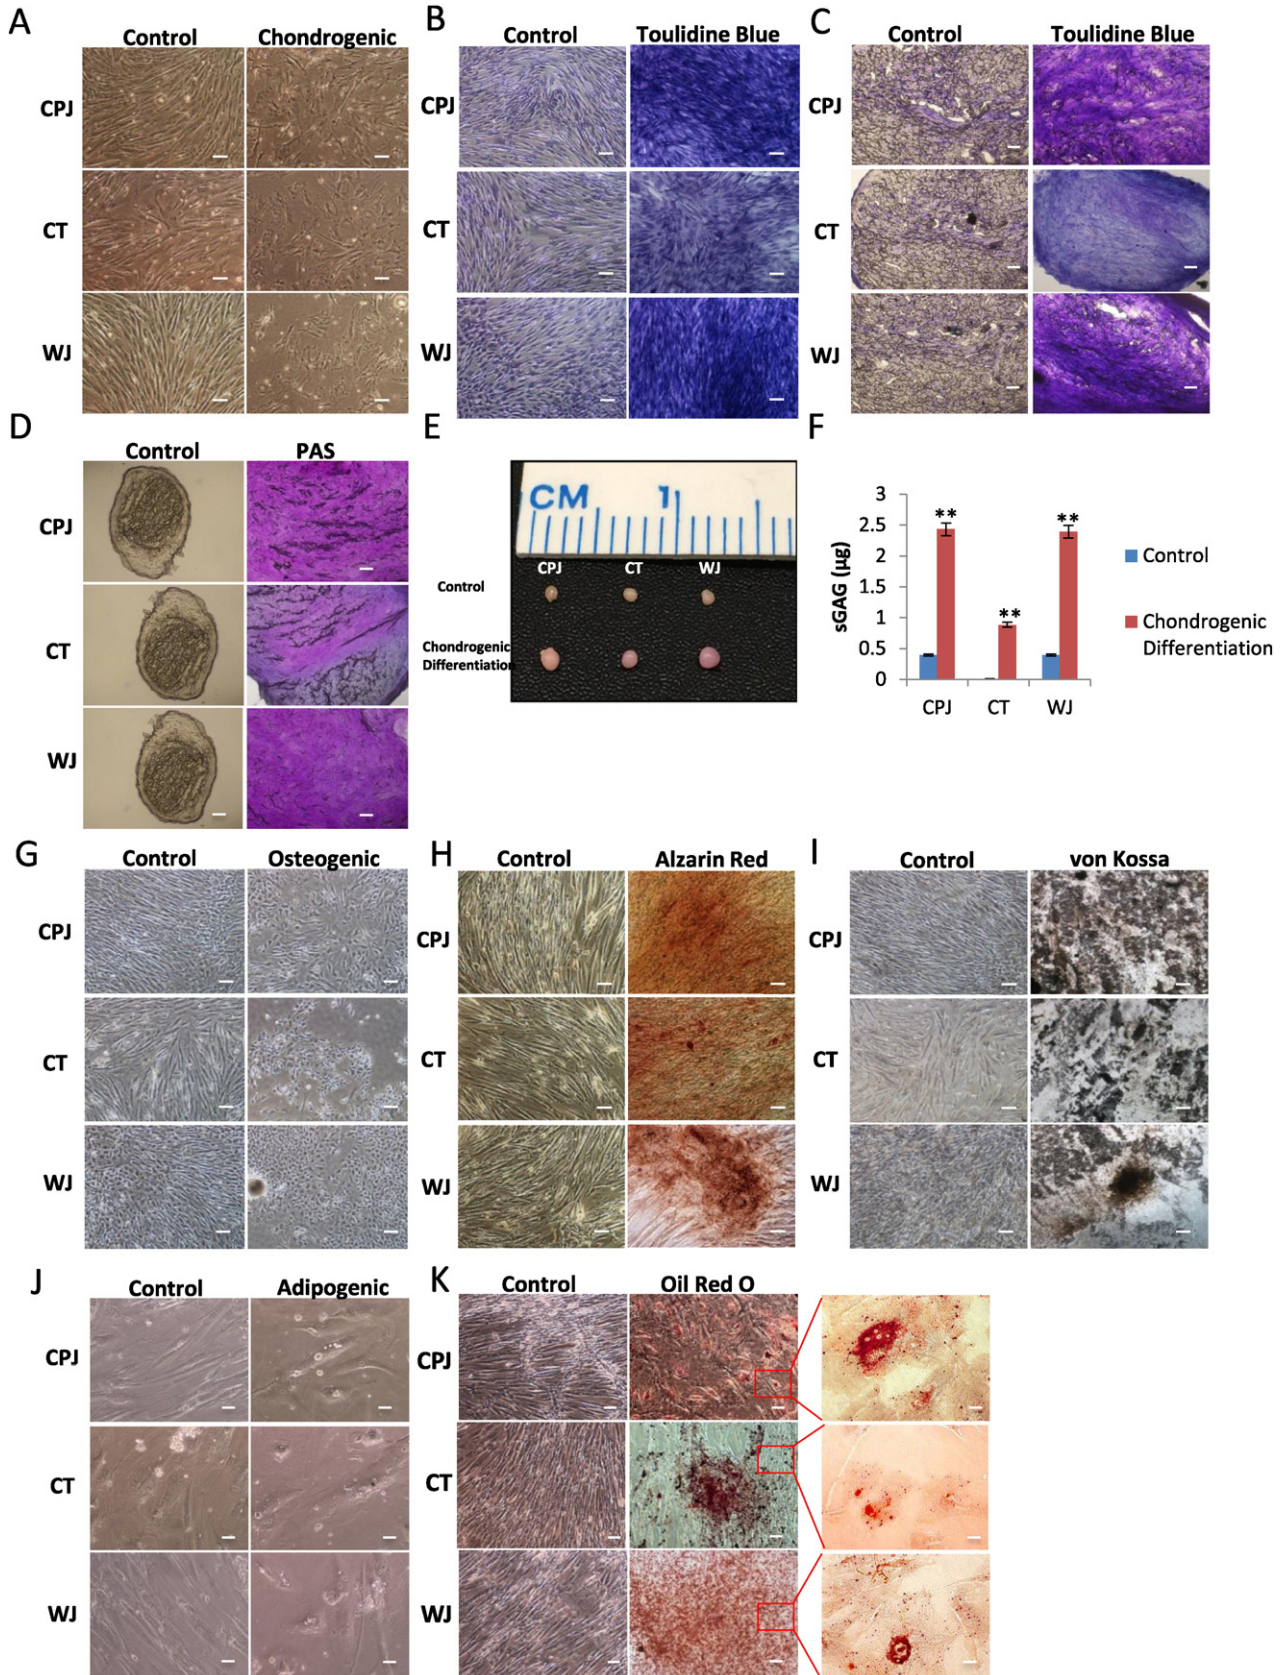 A
Control Chondrogenic
CPJ
CT
WJ
B
Control Toulidine Blue
CPJ
CT
WJ
C
Control Toulidine Blue
CPJ
CT
WJ
D
Control PAS
CPJ
CT
WJ
E
CM 1
CPJ CT WJ
Control
Chondrogenic
Differentiation
F
3
2.5
2
1.5
1
0.5
0
sGAG (µg)
** ** **
CPJ CT WJ
Control
Chondrogenic
Differentiation
G
Control Osteogenic
CPJ
CT
WJ
H
Control Alzarin Red
CPJ
CT
WJ
I
Control von Kossa
CPJ
CT
WJ
J
Control Adipogenic
CPJ
CT
WJ
K
Control Oil Red O
CPJ
CT
WJ